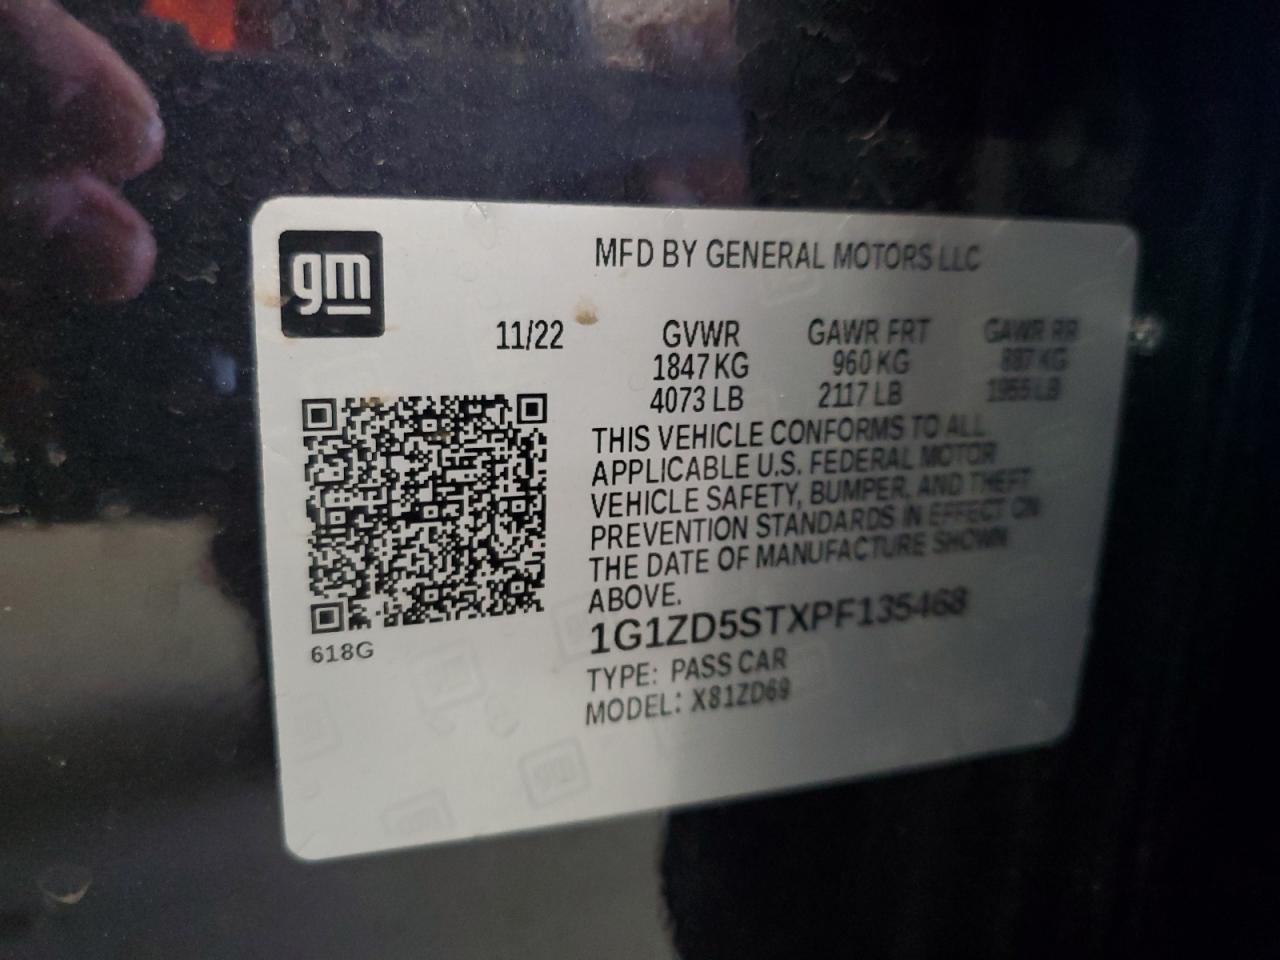 gm
MFD BY GENERAL MOTORS LLC
11/22 GVWR GAWR FRT GAWR RR
1847 KG 960 KG 887 KG
4073 LB 2117 LB 1955 LB
THIS VEHICLE CONFORMS TO ALL
APPLICABLE U.S. FEDERAL MOTOR
VEHICLE SAFETY, BUMPER, AND THEFT
PREVENTION STANDARDS IN EFFECT ON
THE DATE OF MANUFACTURE SHOWN
ABOVE.
1G1ZD5STXPF135468
TYPE: PASS CAR
MODEL: X81ZD69
618G